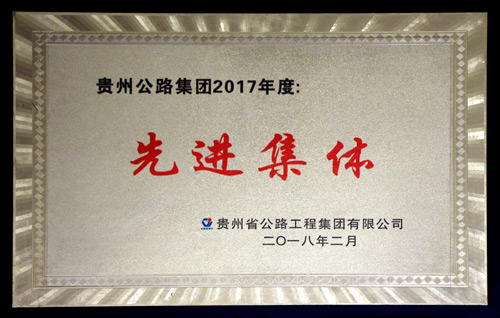 贵州公路集团2017年度:
先进集体
贵州省公路工程集团有限公司
二〇一八年二月